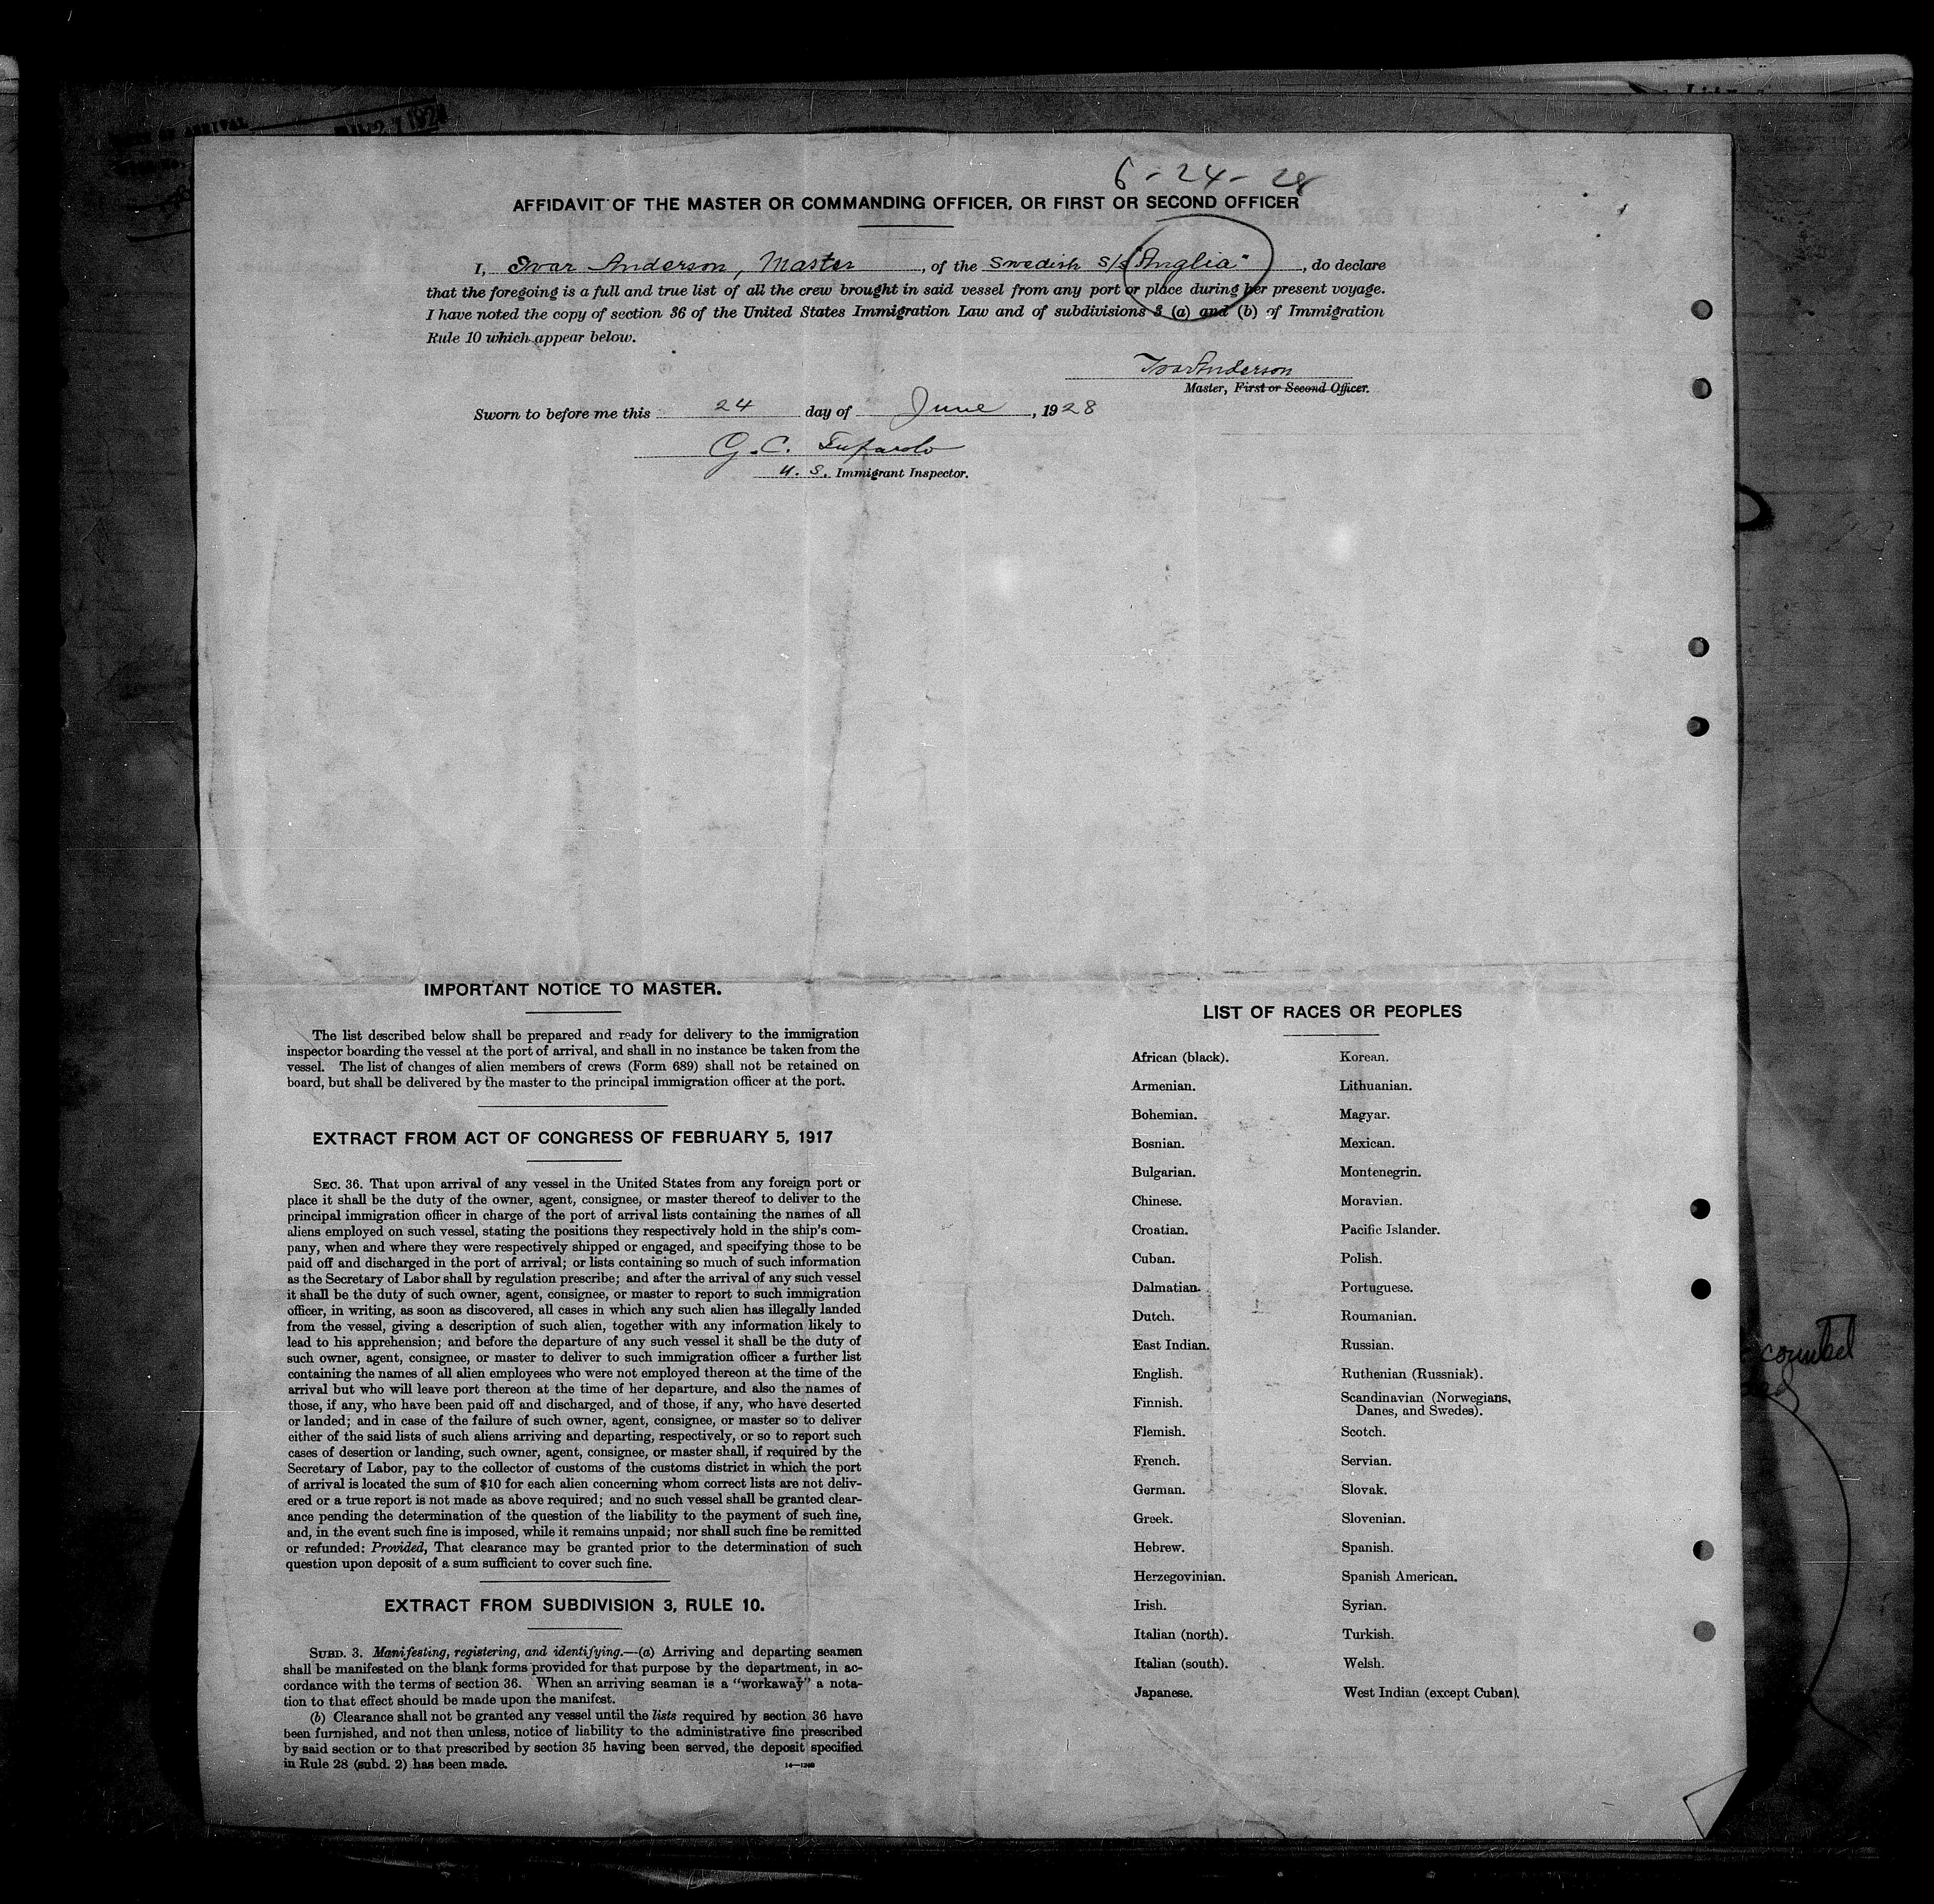 6-24-28
AFFIDAVIT OF THE MASTER OR COMMANDING OFFICER, OR FIRST OR SECOND OFFICER
I, Ivar Anderson, Master, of the Swedish S/S "Anglia", do declare
that the foregoing is a full and true list of all the crew brought in said vessel from any port or place during her present voyage.
I have noted the copy of section 36 of the United States Immigration Law and of subdivisions 3 (a) and (b) of Immigration
Rule 10 which appear below.
Ivar Anderson
Master, First or Second Officer.
Sworn to before me this 24 day of June, 1928
G. C.
U. S. Immigrant Inspector.
IMPORTANT NOTICE TO MASTER.
The list described below shall be prepared and ready for delivery to the immigration
inspector boarding the vessel at the port of arrival, and shall in no instance be taken from the
vessel. The list of changes of alien members of crews (Form 689) shall not be retained on
board, but shall be delivered by the master to the principal immigration officer at the port.
EXTRACT FROM ACT OF CONGRESS OF FEBRUARY 5, 1917
SEC. 36. That upon arrival of any vessel in the United States from any foreign port or
place it shall be the duty of the owner, agent, consignee, or master thereof to deliver to the
principal immigration officer in charge of the port of arrival lists containing the names of all
aliens employed on such vessel, stating the positions they respectively hold in the ship's com-
pany, when and where they were respectively shipped or engaged, and specifying those to be
paid off and discharged in the port of arrival; or lists containing so much of such information
as the Secretary of Labor shall by regulation prescribe; and after the arrival of any such vessel
it shall be the duty of such owner, agent, consignee, or master to report to such immigration
officer, in writing, as soon as discovered, all cases in which any such alien has illegally landed
from the vessel, giving a description of such alien, together with any information likely to
lead to his apprehension; and before the departure of any such vessel it shall be the duty of
such owner, agent, consignee, or master to deliver to such immigration officer a further list
containing the names of all alien employees who were not employed thereon at the time of the
arrival but who will leave port thereon at the time of her departure, and also the names of
those, if any, who have been paid off and discharged, and of those, if any, who have deserted
or landed; and in case of the failure of such owner, agent, consignee, or master so to deliver
either of the said lists of such aliens arriving and departing, respectively, or so to report such
cases of desertion or landing, such owner, agent, consignee, or master shall, if required by the
Secretary of Labor, pay to the collector of customs of the customs district in which the port
of arrival is located the sum of $10 for each alien concerning whom correct lists are not deliv-
ered or a true report is not made as above required; and no such vessel shall be granted clear-
ance pending the determination of the question of the liability to the payment of such fine,
and, in the event such fine is imposed, while it remains unpaid; nor shall such fine be remitted
or refunded: Provided, That clearance may be granted prior to the determination of such
question upon deposit of a sum sufficient to cover such fine.
EXTRACT FROM SUBDIVISION 3, RULE 10.
SUBD. 3. Manifesting, registering, and identifying.—(a) Arriving and departing seamen
shall be manifested on the blank forms provided for that purpose by the department, in ac-
cordance with the terms of section 36. When an arriving seaman is a "workaway" a nota-
tion to that effect should be made upon the manifest.
(b) Clearance shall not be granted any vessel until the lists required by section 36 have
been furnished, and not then unless, notice of liability to the administrative fine prescribed
by said section or to that prescribed by section 35 having been served, the deposit specified
in Rule 28 (subd. 2) has been made.
LIST OF RACES OR PEOPLES
African (black). Korean.
Armenian. Lithuanian.
Bohemian. Magyar.
Bosnian. Mexican.
Bulgarian. Montenegrin.
Chinese. Moravian.
Croatian. Pacific Islander.
Cuban. Polish.
Dalmatian. Portuguese.
Dutch. Roumanian.
East Indian. Russian.
English. Ruthenian (Russniak).
Finnish. Scandinavian (Norwegians,
Danes, and Swedes).
Flemish. Scotch.
French. Servian.
German. Slovak.
Greek. Slovenian.
Hebrew. Spanish.
Herzegovinian. Spanish American.
Irish. Syrian.
Italian (north). Turkish.
Italian (south). Welsh.
Japanese. West Indian (except Cuban).